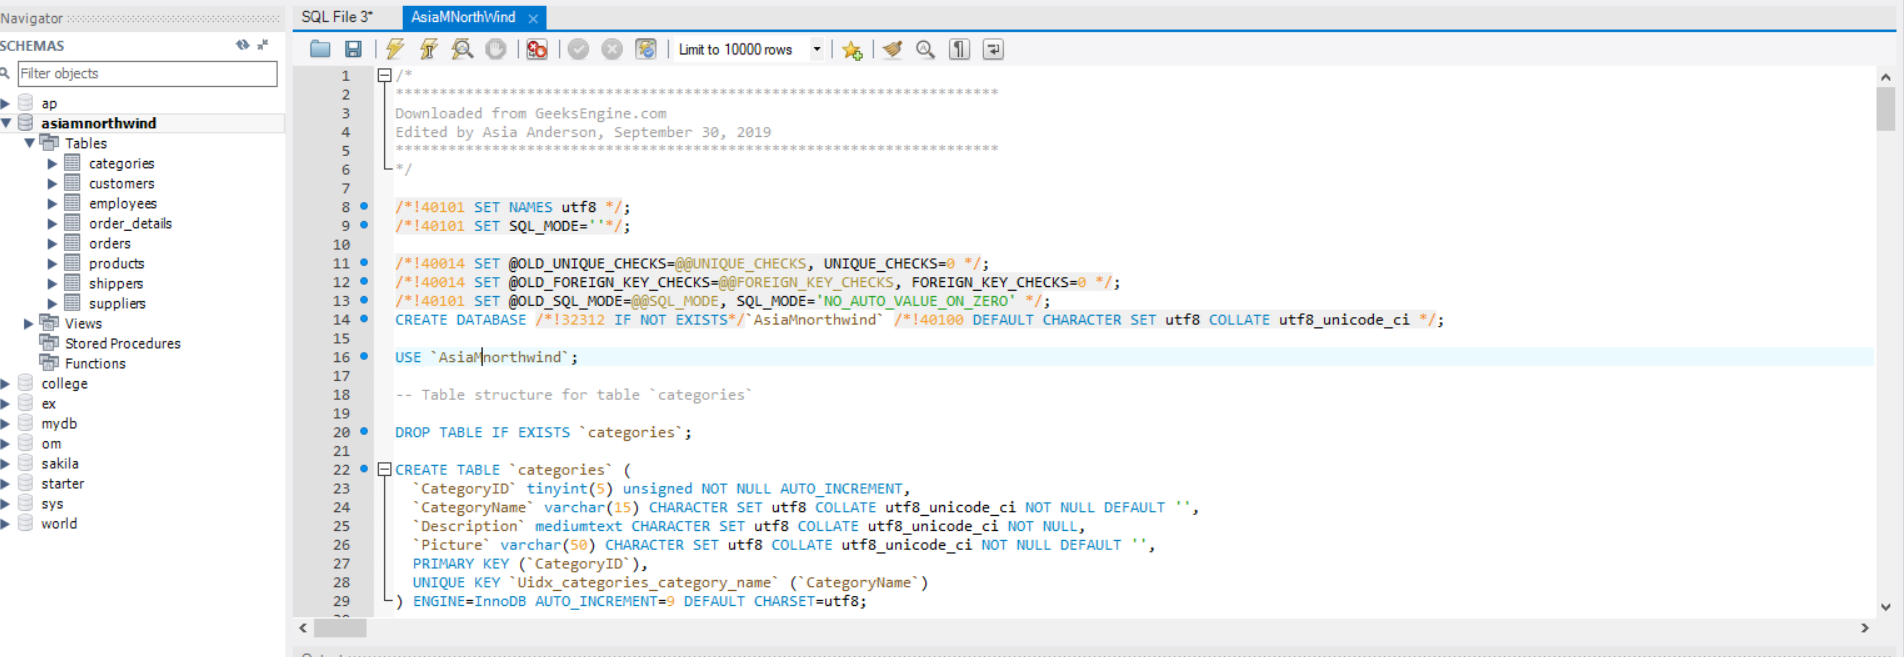 Navigator
SCHEMAS
Filter objects
ap
asiamnorthwind
Tables
categories
customers
employees
order_details
orders
products
shippers
suppliers
Views
Stored Procedures
Functions
college
ex
mydb
om
sakila
starter
sys
world
SQL File 3*
AsiaMNorthWind
Limit to 10000 rows
1 /*
2 *********************************************************************
3 Downloaded from GeeksEngine.com
4 Edited by Asia Anderson, September 30, 2019
5 *********************************************************************
6 */
7
8 /*!40101 SET NAMES utf8 */;
9 /*!40101 SET SQL_MODE=''*/;
10
11 /*!40014 SET @OLD_UNIQUE_CHECKS=@@UNIQUE_CHECKS, UNIQUE_CHECKS=0 */;
12 /*!40014 SET @OLD_FOREIGN_KEY_CHECKS=@@FOREIGN_KEY_CHECKS, FOREIGN_KEY_CHECKS=0 */;
13 /*!40101 SET @OLD_SQL_MODE=@@SQL_MODE, SQL_MODE='NO_AUTO_VALUE_ON_ZERO' */;
14 CREATE DATABASE /*!32312 IF NOT EXISTS*/`AsiaMnorthwind` /*!40100 DEFAULT CHARACTER SET utf8 COLLATE utf8_unicode_ci */;
15
16 USE `AsiaMnorthwind`;
17
18 -- Table structure for table `categories`
19
20 DROP TABLE IF EXISTS `categories`;
21
22 CREATE TABLE `categories` (
23 `CategoryID` tinyint(5) unsigned NOT NULL AUTO_INCREMENT,
24 `CategoryName` varchar(15) CHARACTER SET utf8 COLLATE utf8_unicode_ci NOT NULL DEFAULT '',
25 `Description` mediumtext CHARACTER SET utf8 COLLATE utf8_unicode_ci NOT NULL,
26 `Picture` varchar(50) CHARACTER SET utf8 COLLATE utf8_unicode_ci NOT NULL DEFAULT '',
27 PRIMARY KEY (`CategoryID`),
28 UNIQUE KEY `Uidx_categories_category_name` (`CategoryName`)
29 ) ENGINE=InnoDB AUTO_INCREMENT=9 DEFAULT CHARSET=utf8;